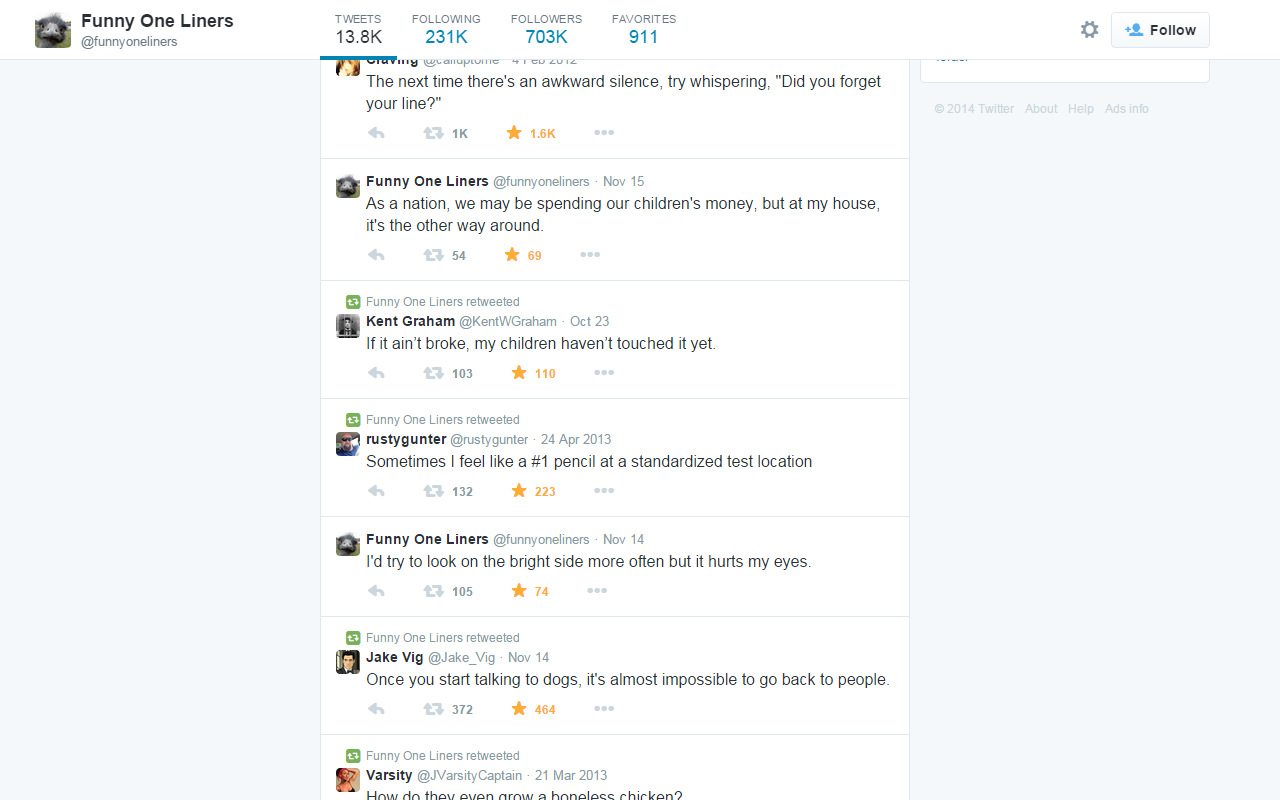 Funny One Liners
@funnyoneliners
TWEETS
13.8K
FOLLOWING
231K
FOLLOWERS
703K
FAVORITES
911
Follow
Craving @calluptome · 4 Feb 2012
The next time there's an awkward silence, try whispering, "Did you forget
your line?"
1K 1.6K
Funny One Liners @funnyoneliners · Nov 15
As a nation, we may be spending our children's money, but at my house,
it's the other way around.
54 69
Funny One Liners retweeted
Kent Graham @KentWGraham · Oct 23
If it ain’t broke, my children haven’t touched it yet.
103 110
Funny One Liners retweeted
rustygunter @rustygunter · 24 Apr 2013
Sometimes I feel like a #1 pencil at a standardized test location
132 223
Funny One Liners @funnyoneliners · Nov 14
I'd try to look on the bright side more often but it hurts my eyes.
105 74
Funny One Liners retweeted
Jake Vig @Jake_Vig · Nov 14
Once you start talking to dogs, it's almost impossible to go back to people.
372 464
Funny One Liners retweeted
Varsity @JVarsityCaptain · 21 Mar 2013
How do they even grow a boneless chicken?
© 2014 Twitter About Help Ads info